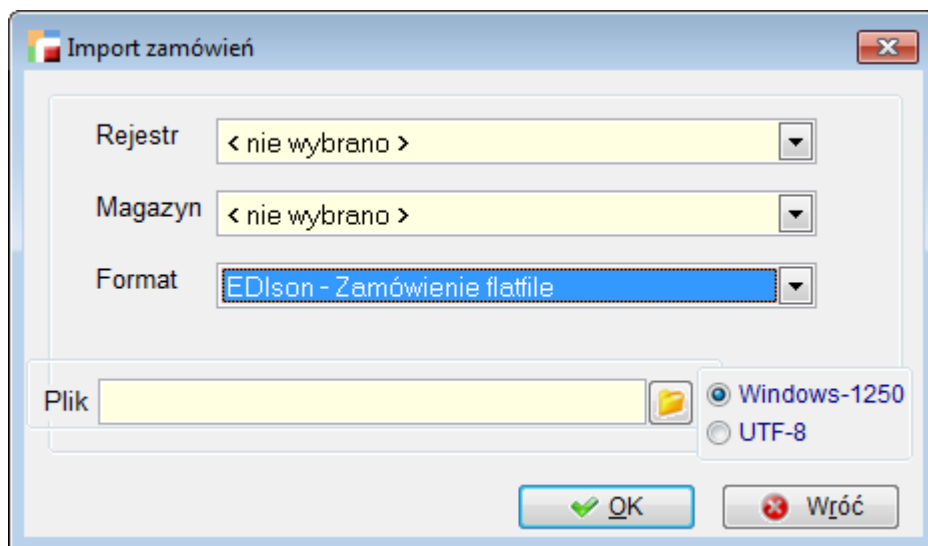 Import zamówień
Rejestr < nie wybrano >
Magazyn < nie wybrano >
Format EDIson - Zamówienie flatfile
Plik
Windows-1250
UTF-8
OK
Wróć